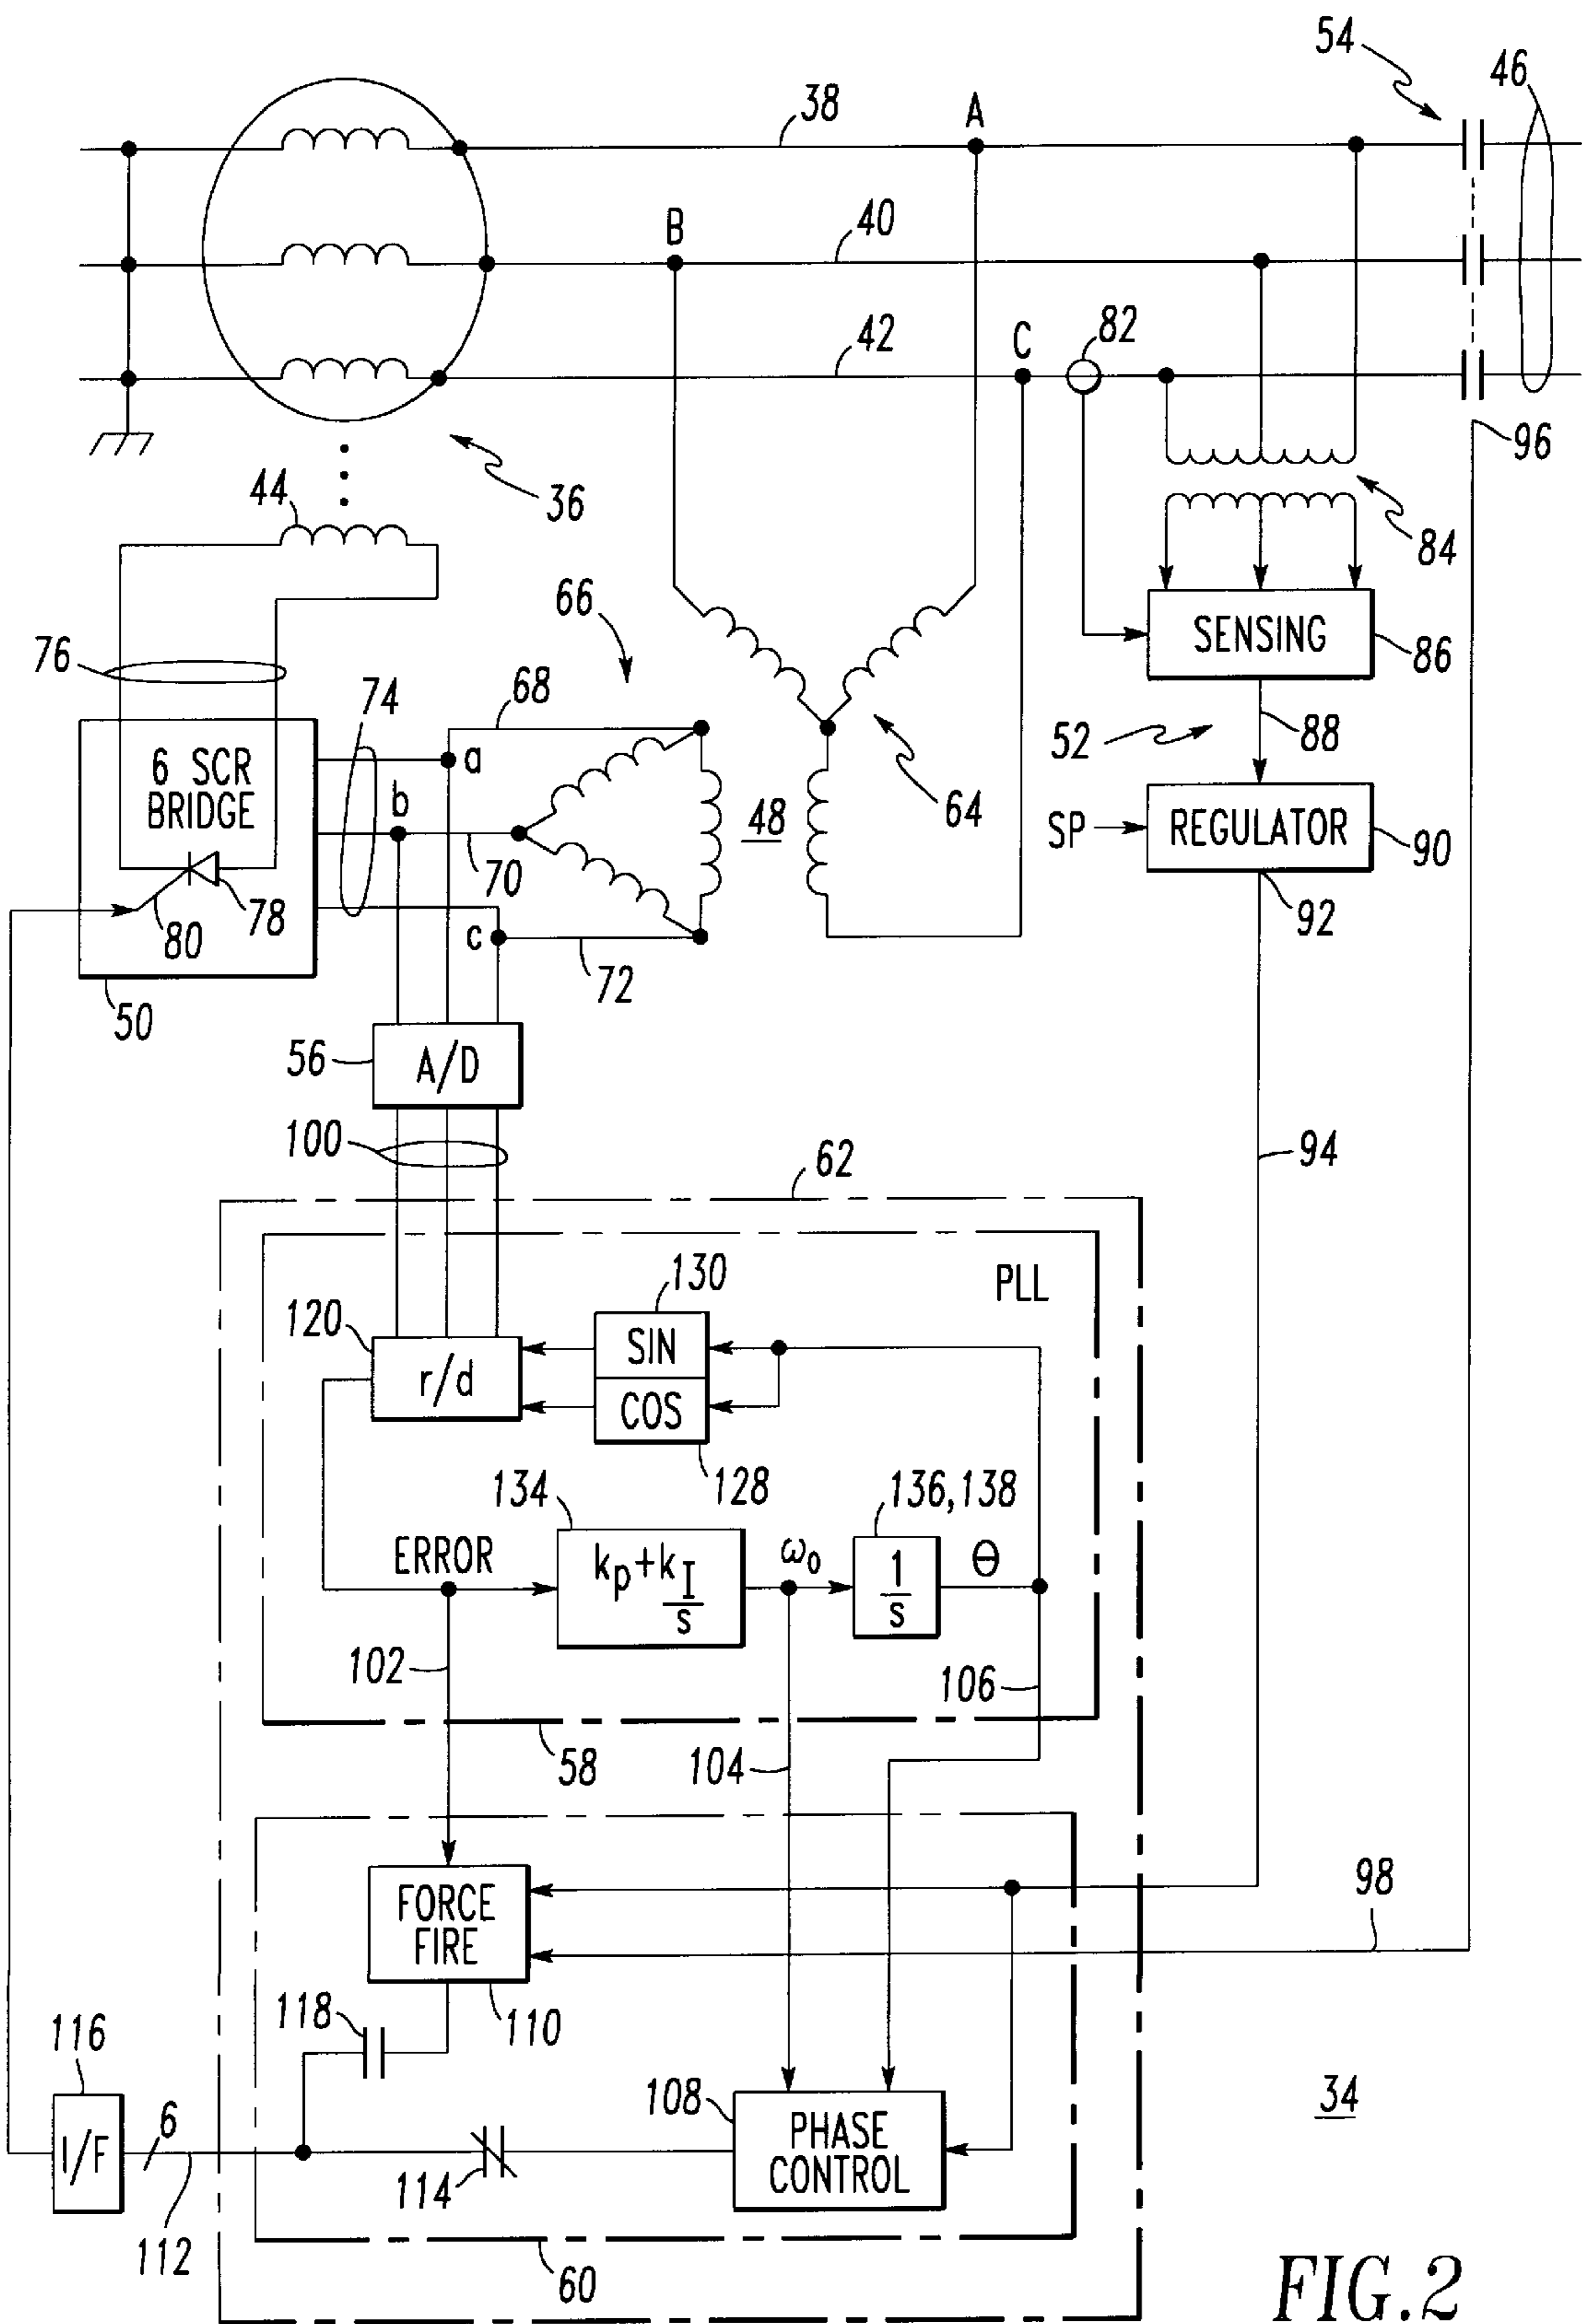 54
46
38
A
B
40
C
82
42
96
36
44
84
66
SENSING
86
76
74
68
52
88
6 SCR
BRIDGE
a
b
48
64
SP
REGULATOR
90
70
78
80
c
92
72
50
56
A/D
100
62
94
130
PLL
120
SIN
r/d
COS
134
128
136,138
ERROR
kp+kI
s
ω0
1
s
Θ
102
106
58
104
98
FORCE
FIRE
118
110
116
108
34
6
PHASE
CONTROL
I/F
114
112
60
FIG.2